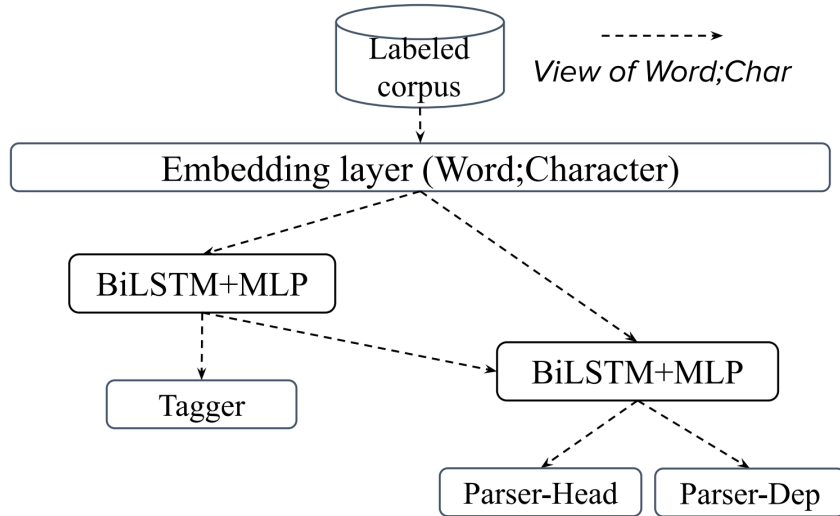 Labeled
corpus
View of Word;Char
Embedding layer (Word;Character)
BiLSTM+MLP
BiLSTM+MLP
Tagger
Parser-Head
Parser-Dep